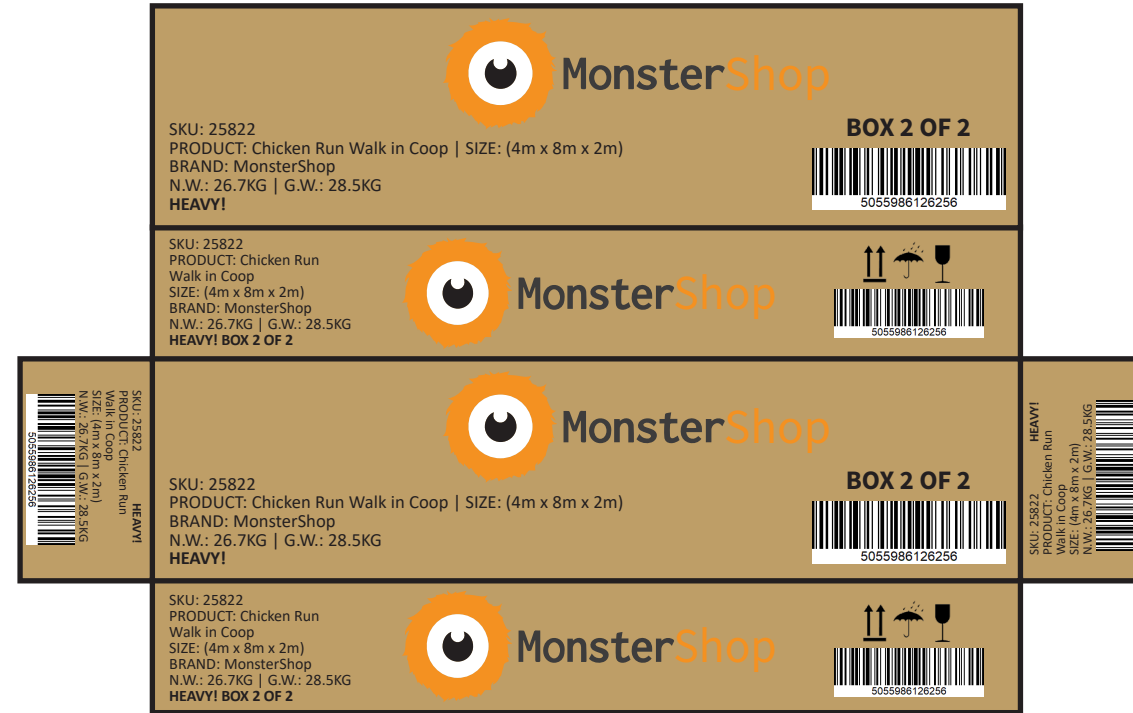 MonsterShop
SKU: 25822
PRODUCT: Chicken Run Walk in Coop | SIZE: (4m x 8m x 2m)
BRAND: MonsterShop
N.W.: 26.7KG | G.W.: 28.5KG
HEAVY!
BOX 2 OF 2
5055986126256
SKU: 25822
PRODUCT: Chicken Run
Walk in Coop
SIZE: (4m x 8m x 2m)
BRAND: MonsterShop
N.W.: 26.7KG | G.W.: 28.5KG
HEAVY! BOX 2 OF 2
MonsterShop
5055986126256
SKU: 25822 HEAVY!
PRODUCT: Chicken Run
Walk in Coop
SIZE: (4m x 8m x 2m)
N.W.: 26.7KG | G.W.: 28.5KG
5055986126256
MonsterShop
SKU: 25822
PRODUCT: Chicken Run Walk in Coop | SIZE: (4m x 8m x 2m)
BRAND: MonsterShop
N.W.: 26.7KG | G.W.: 28.5KG
HEAVY!
BOX 2 OF 2
5055986126256
SKU: 25822 HEAVY!
PRODUCT: Chicken Run
Walk in Coop
SIZE: (4m x 8m x 2m)
N.W.: 26.7KG | G.W.: 28.5KG
SKU: 25822
PRODUCT: Chicken Run
Walk in Coop
SIZE: (4m x 8m x 2m)
BRAND: MonsterShop
N.W.: 26.7KG | G.W.: 28.5KG
HEAVY! BOX 2 OF 2
MonsterShop
5055986126256